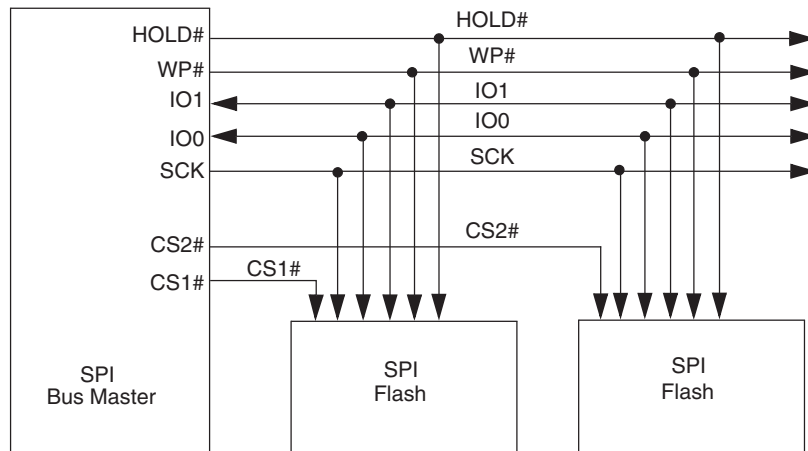 HOLD#
HOLD#
WP#
WP#
IO1
IO1
IO0
IO0
SCK
SCK
CS2#
CS2#
CS1#
CS1#
SPI
Bus Master
SPI
Flash
SPI
Flash